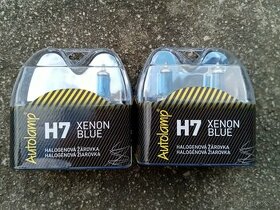 Autolamp
H7 XENON
BLUE
HALOGENOVÁ ŽÁROVKA
HALOGÉNOVÁ ŽIAROVKA
Autolamp
H7 XENON
BLUE
HALOGENOVÁ ŽÁROVKA
HALOGÉNOVÁ ŽIAROVKA